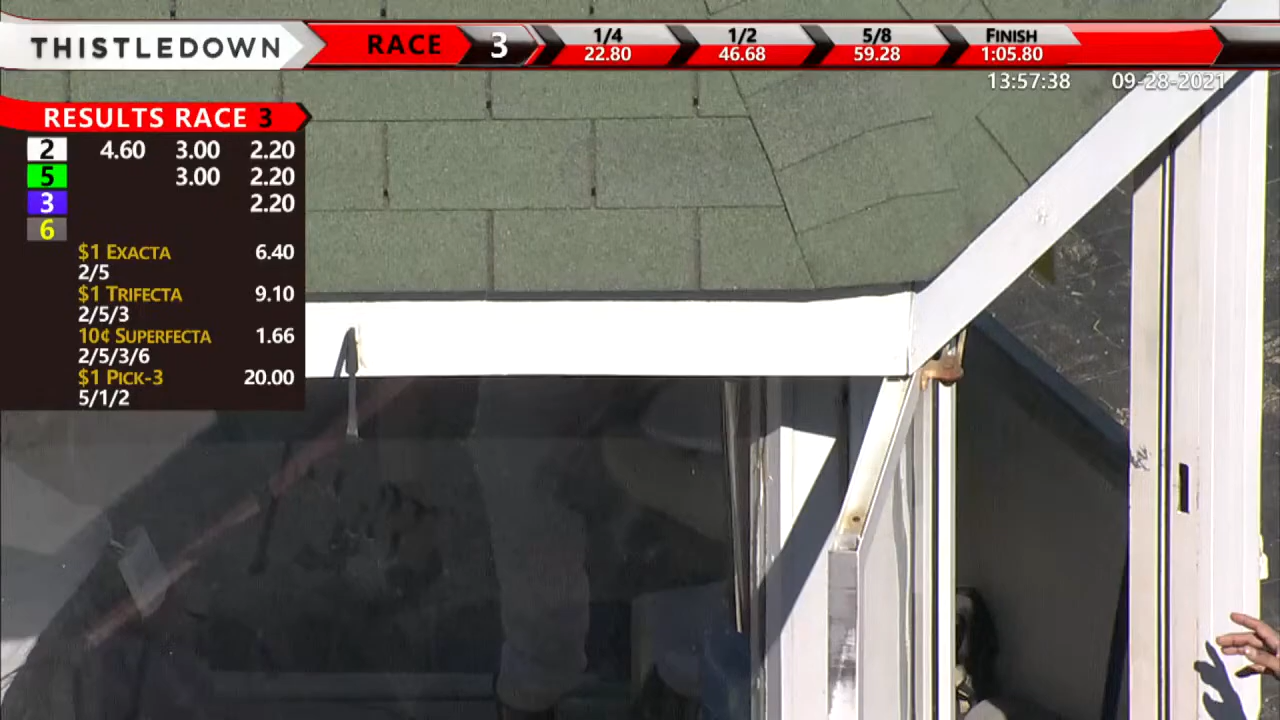 THISTLEDOWN RACE 3 1/4 1/2 5/8 FINISH
22.80 46.68 59.28 1:05.80
13:57:38 09-28-2021
RESULTS RACE 3
2 4.60 3.00 2.20
5 3.00 2.20
3 2.20
6
$1 EXACTA 6.40
2/5
$1 TRIFECTA 9.10
2/5/3
10¢ SUPERFECTA 1.66
2/5/3/6
$1 PICK-3 20.00
5/1/2